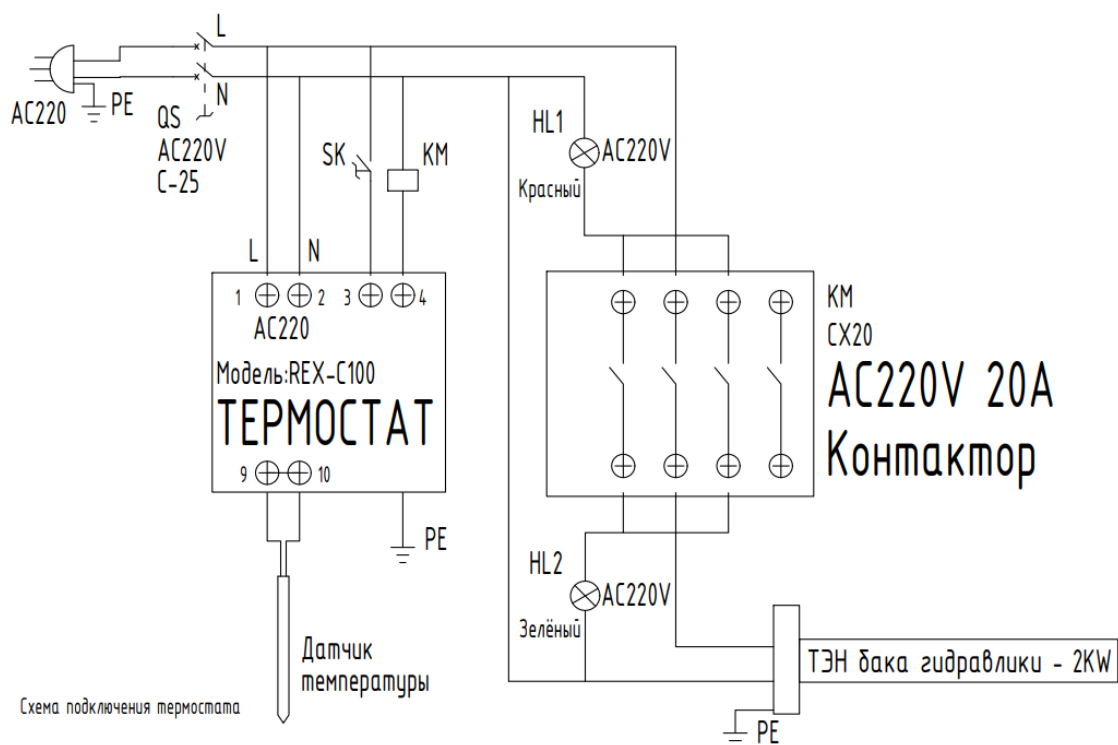 L
AC220
PE
N
QS
AC220V
C-25
SK
KM
HL1
AC220V
Красный
L
N
1
2
3
4
AC220
Модель:REX-C100
ТЕРМОСТАТ
9
10
PE
KM
CX20
AC220V 20A
Контактор
HL2
AC220V
Зелёный
Датчик
температуры
ТЭН бака гидравлики - 2KW
PE
Схема подключения термостата